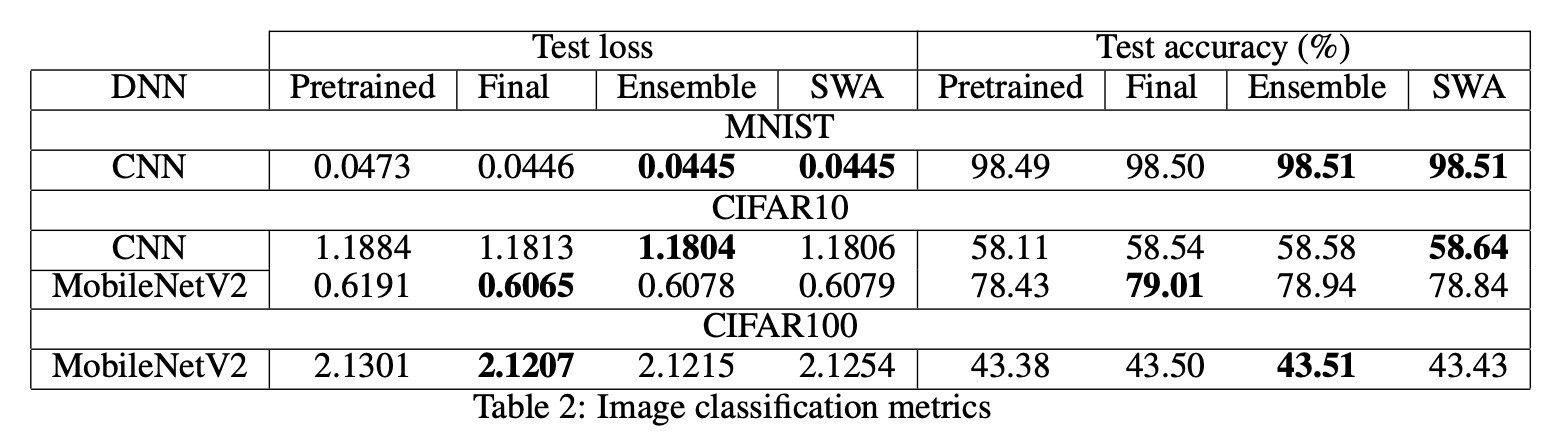 Test loss Test accuracy (%)
DNN Pretrained Final Ensemble SWA Pretrained Final Ensemble SWA
MNIST
CNN 0.0473 0.0446 0.0445 0.0445 98.49 98.50 98.51 98.51
CIFAR10
CNN 1.1884 1.1813 1.1804 1.1806 58.11 58.54 58.58 58.64
MobileNetV2 0.6191 0.6065 0.6078 0.6079 78.43 79.01 78.94 78.84
CIFAR100
MobileNetV2 2.1301 2.1207 2.1215 2.1254 43.38 43.50 43.51 43.43
Table 2: Image classification metrics